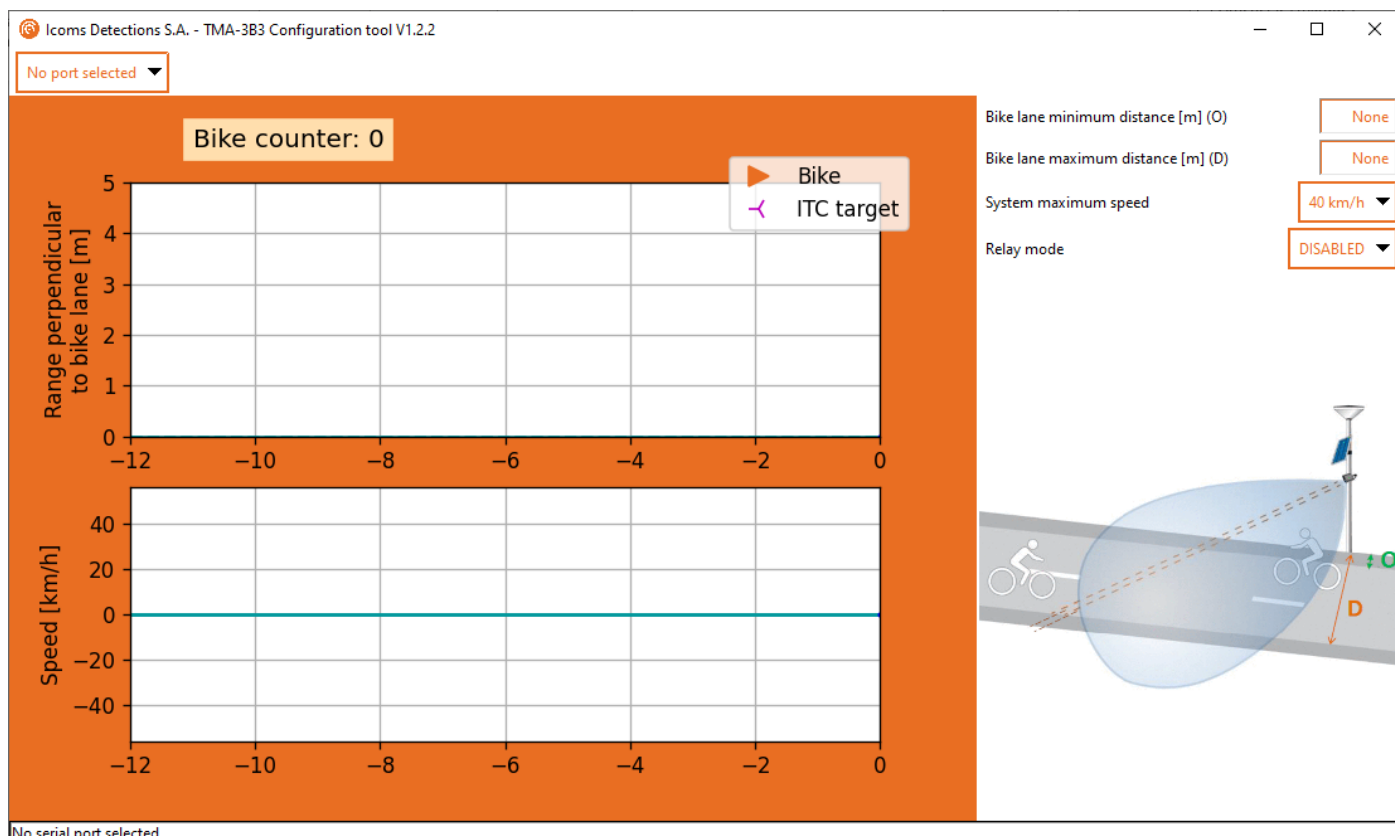 Icoms Detections S.A. - TMA-3B3 Configuration tool V1.2.2
No port selected
Bike counter: 0
Bike
ITC target
Range perpendicular
to bike lane [m]
5
4
3
2
1
0
−12 −10 −8 −6 −4 −2 0
Speed [km/h]
40
20
0
−20
−40
−12 −10 −8 −6 −4 −2 0
Bike lane minimum distance [m] (O) None
Bike lane maximum distance [m] (D) None
System maximum speed 40 km/h
Relay mode DISABLED
O
D
No serial port selected